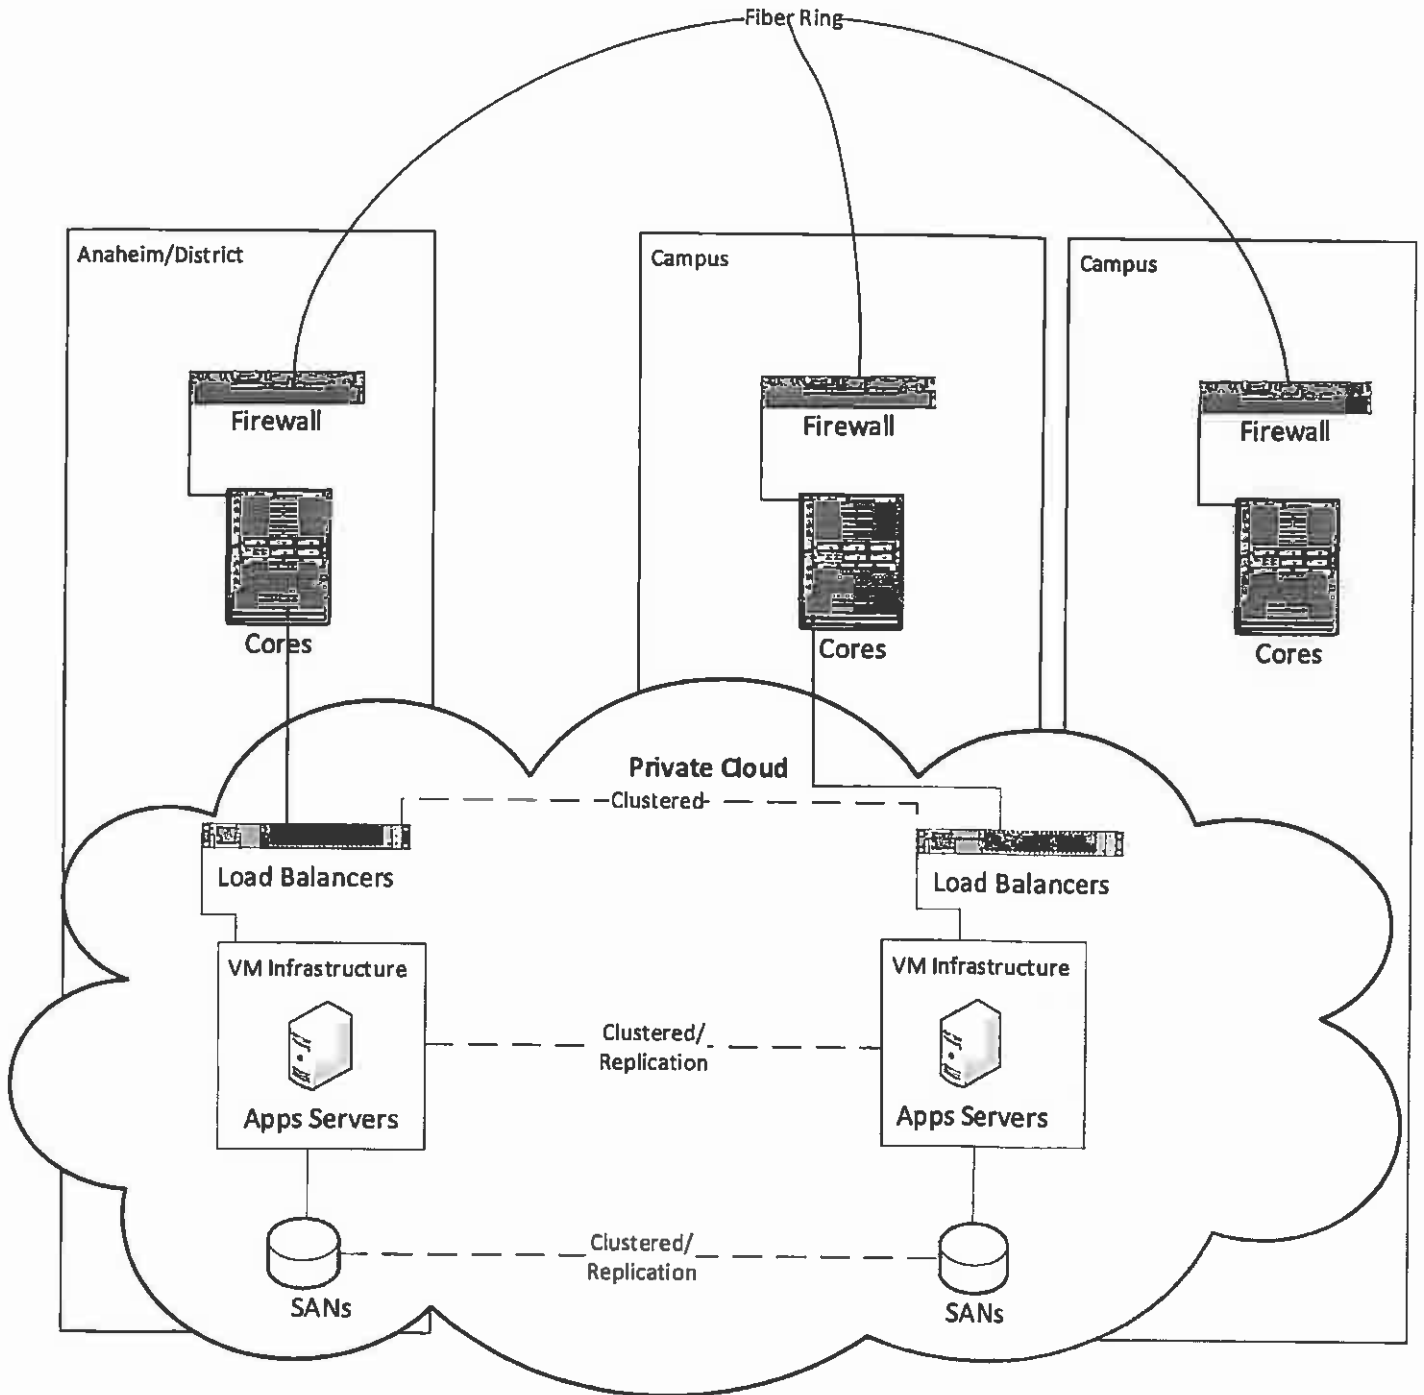 Fiber Ring
Anaheim/District
Campus
Campus
Firewall
Firewall
Firewall
Cores
Cores
Cores
Private Cloud
Clustered
Load Balancers
Load Balancers
VM Infrastructure
VM Infrastructure
Clustered/
Replication
Apps Servers
Apps Servers
Clustered/
Replication
SANs
SANs